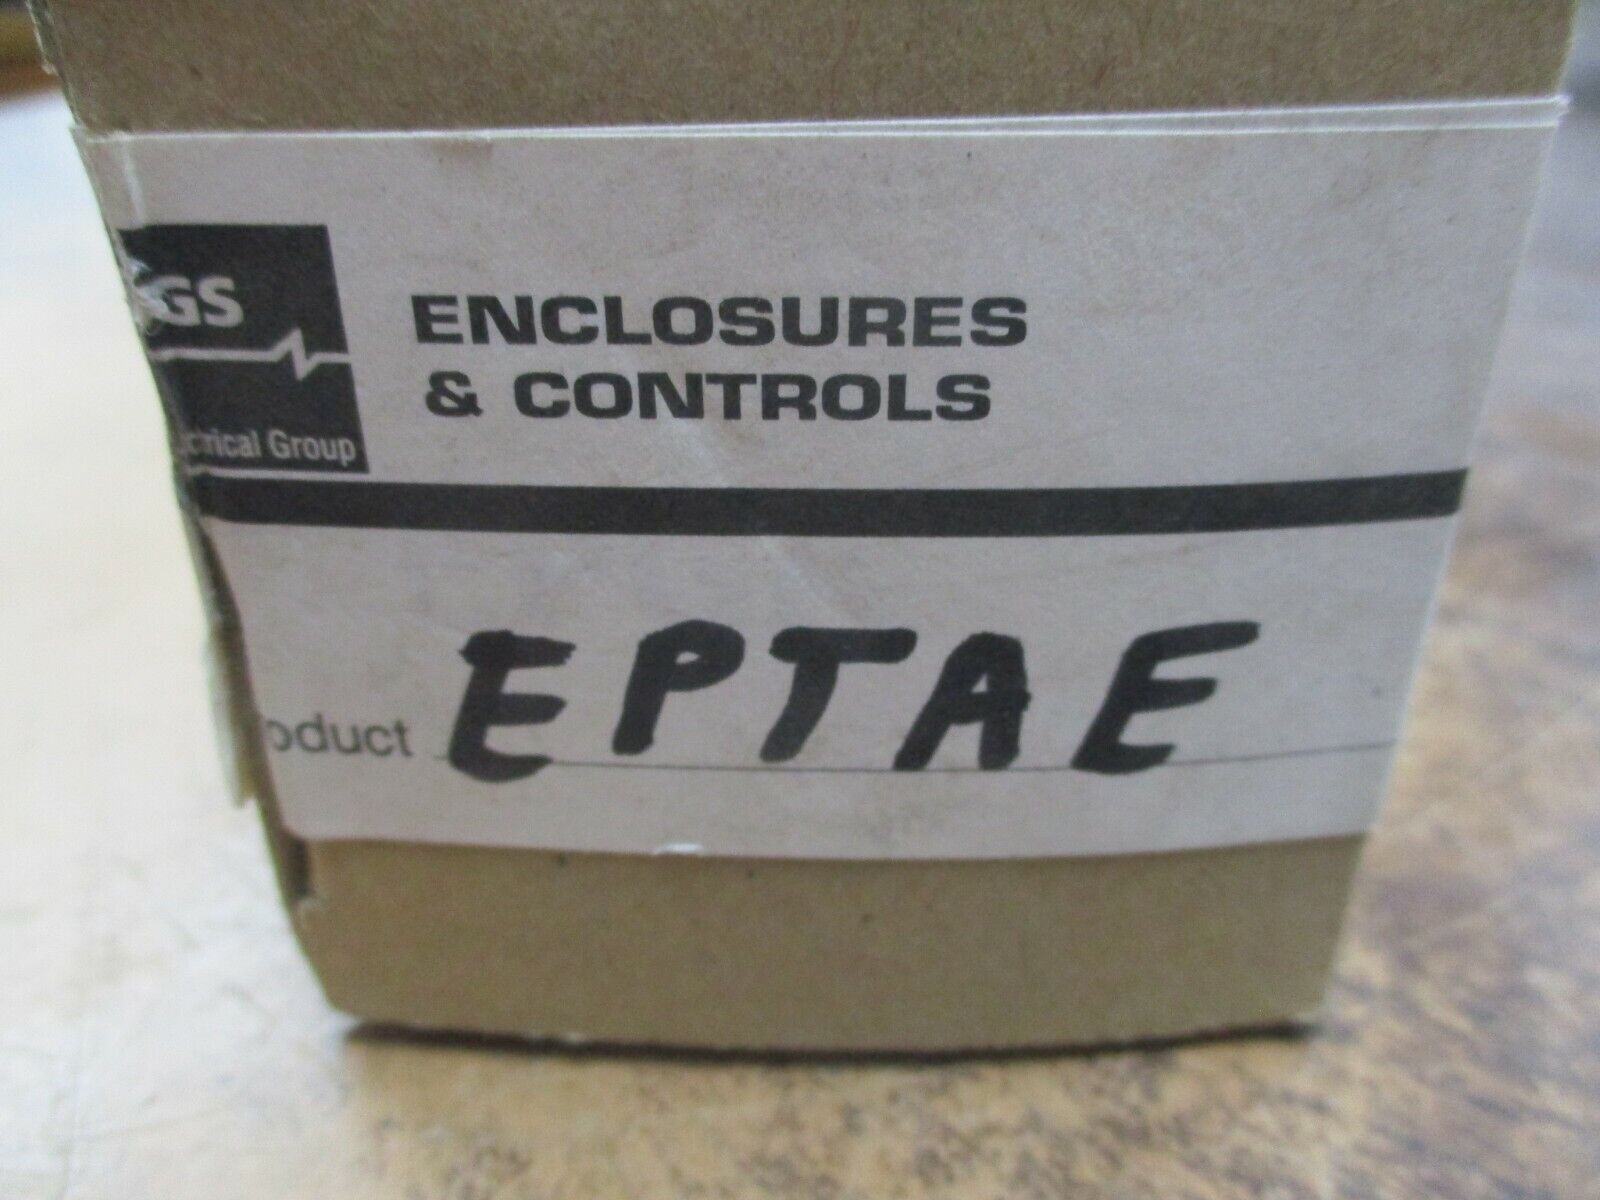 GS
ctrical Group
ENCLOSURES
& CONTROLS
oduct EPTAE